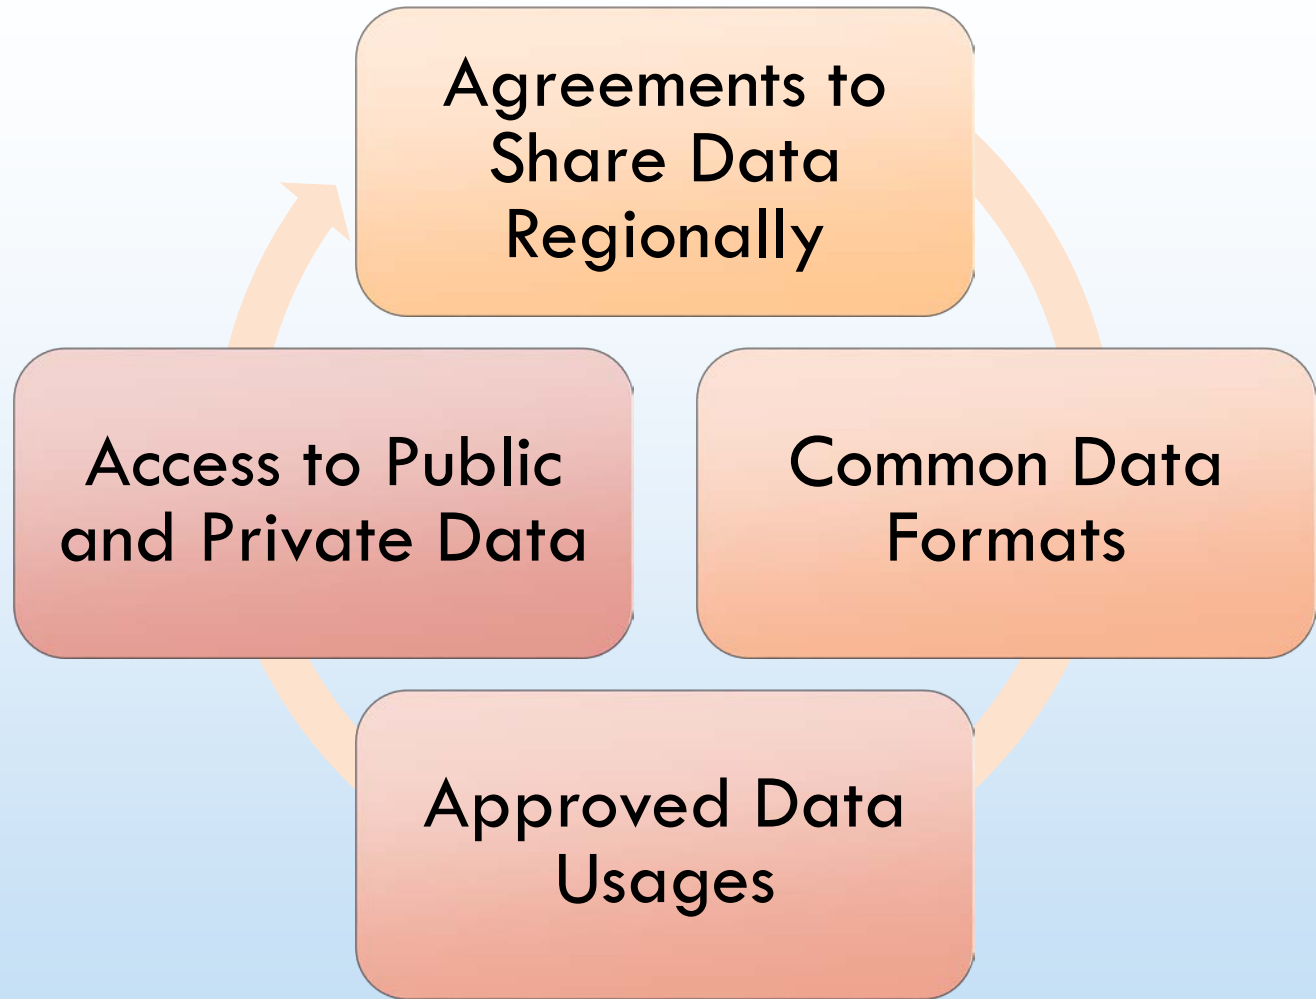 Agreements to
Share Data
Regionally
Access to Public
and Private Data
Common Data
Formats
Approved Data
Usages